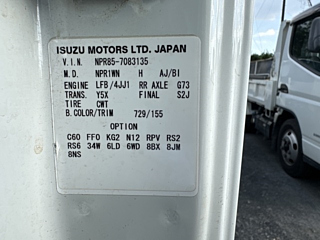 ISUZU MOTORS LTD. JAPAN
V.I.N. NPR85-7083135
M.D. NPR1WN H AJ/BI
ENGINE LFB/4JJ1 RR AXLE G73
TRANS. Y5X FINAL S2J
TIRE CWT
B.COLOR/TRIM 729/155
OPTION
C60 FFO KG2 N12 RPV RS2
RS6 34W 6LD 6WD 8BX 8JM
8NS